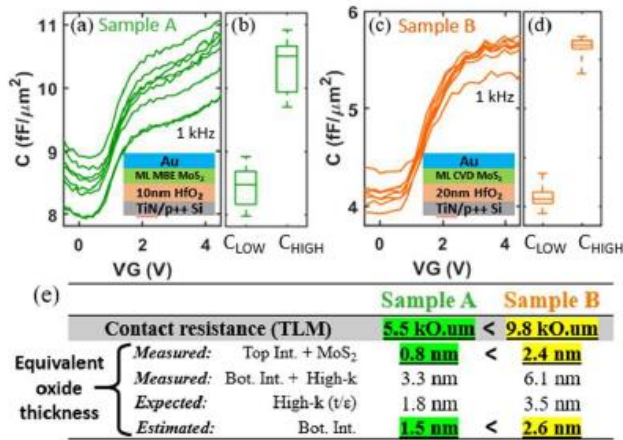 (a) Sample A
(b)
(c) Sample B
(d)
C (fF/μm²)
11
10
9
8
1 kHz
Au
ML MBE MoS₂
10nm HfO₂
TiN/p++ Si
0
2
4
VG (V)
C_LOW
C_HIGH
C (fF/μm²)
6
5
4
1 kHz
Au
ML CVD MoS₂
20nm HfO₂
TiN/p++ Si
0
2
4
VG (V)
C_LOW
C_HIGH
(e)
Sample A Sample B
Contact resistance (TLM) 5.5 kO.um < 9.8 kO.um
Equivalent oxide thickness
Measured: Top Int. + MoS₂ 0.8 nm < 2.4 nm
Measured: Bot. Int. + High-k 3.3 nm 6.1 nm
Expected: High-k (t/ε) 1.8 nm 3.5 nm
Estimated: Bot. Int. 1.5 nm < 2.6 nm